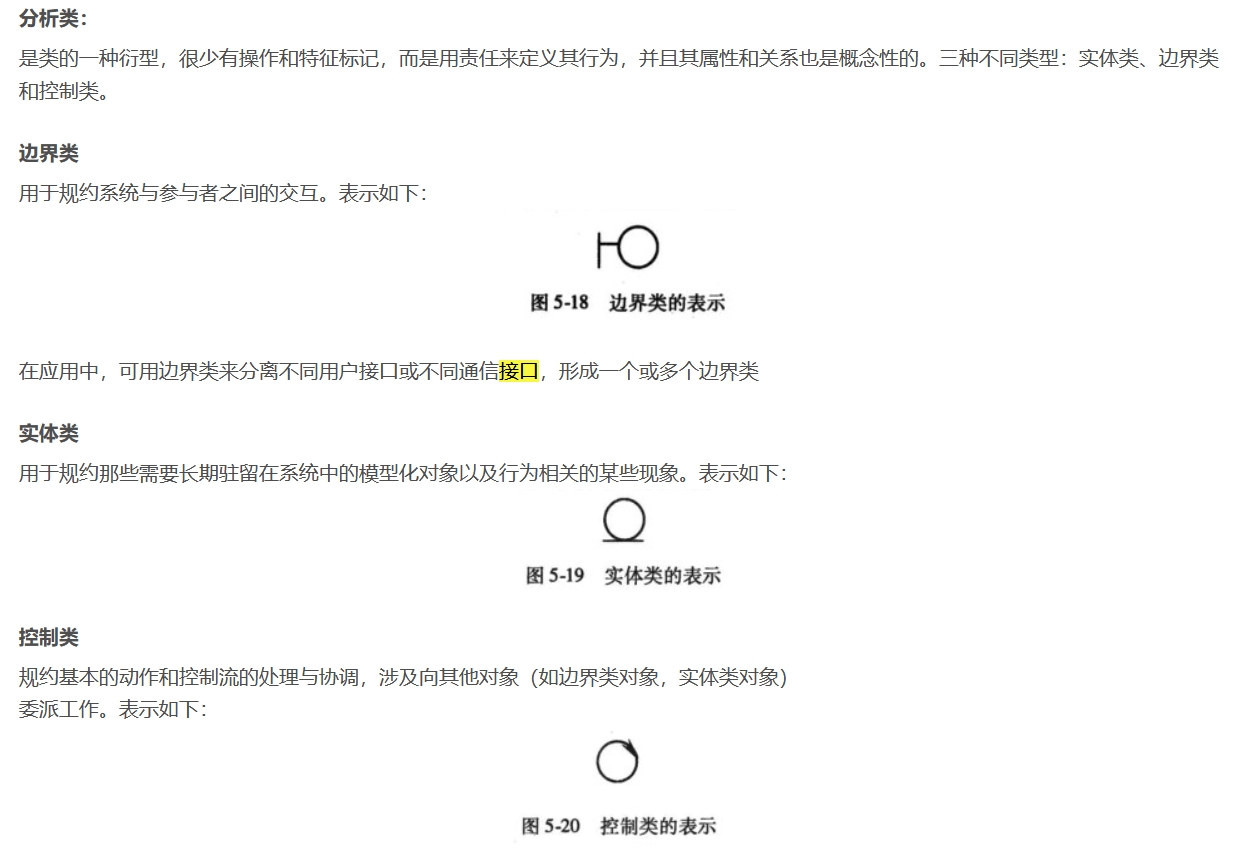 分析类：
是类的一种衍型，很少有操作和特征标记，而是用责任来定义其行为，并且其属性和关系也是概念性的。三种不同类型：实体类、边界类
和控制类。
边界类
用于规约系统与参与者之间的交互。表示如下：
图 5-18 边界类的表示
在应用中，可用边界类来分离不同用户接口或不同通信接口，形成一个或多个边界类
实体类
用于规约那些需要长期驻留在系统中的模型化对象以及行为相关的某些现象。表示如下：
图 5-19 实体类的表示
控制类
规约基本的动作和控制流的处理与协调，涉及向其他对象（如边界类对象，实体类对象）
委派工作。表示如下：
图 5-20 控制类的表示